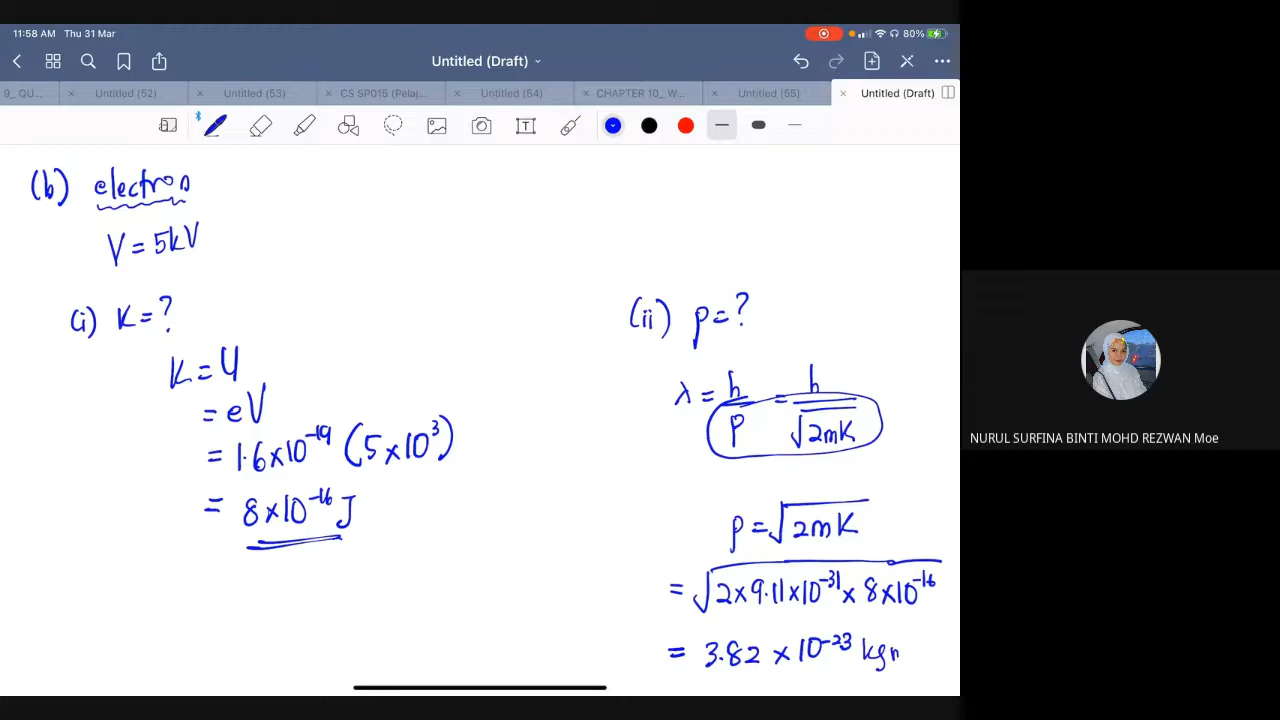 11:58 AM Thu 31 Mar
80%
Untitled (Draft)
9_ QU...
Untitled (52)
Untitled (53)
CS SP015 (Pelaj...
Untitled (54)
CHAPTER 10_ W...
Untitled (55)
Untitled (Draft)
T
(b) electron
V = 5kV
(i) K = ?
K = U
= eV
= 1.6 × 10⁻¹⁹ (5 × 10³)
= 8 × 10⁻¹⁶ J
(ii) p = ?
λ = h/P = h/√2mK
p = √2mK
= √2 × 9.11 × 10⁻³¹ × 8 × 10⁻¹⁶
= 3.82 × 10⁻²³ kg
NURUL SURFINA BINTI MOHD REZWAN Moe